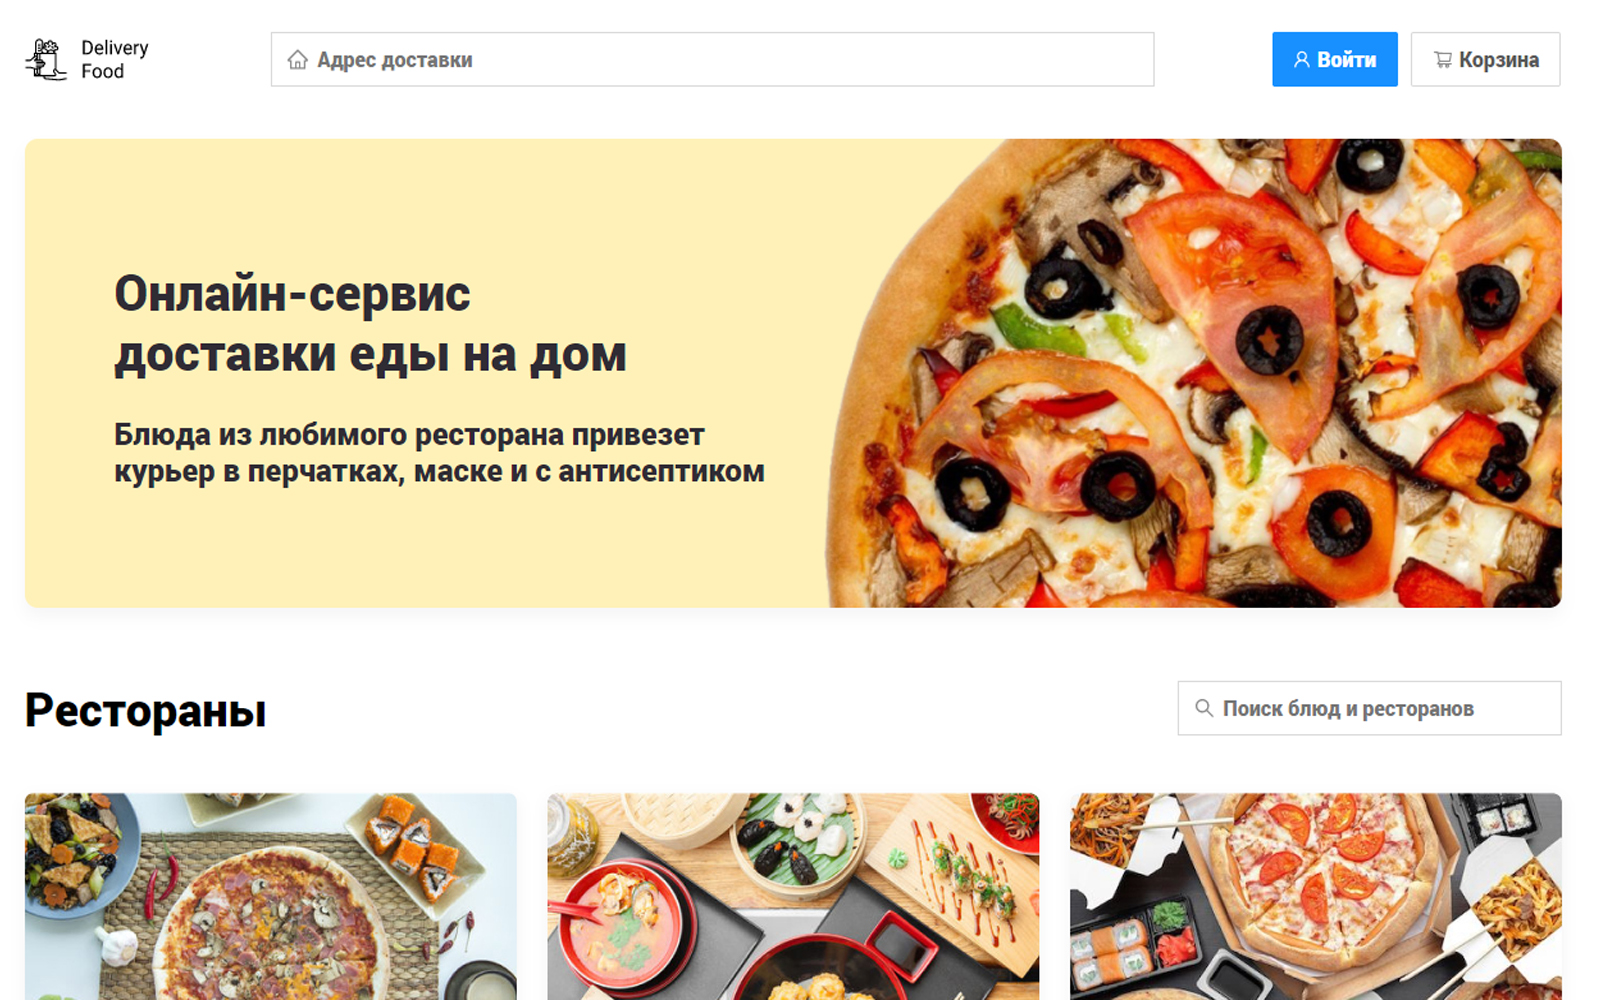 Delivery
Food
Адрес доставки
Войти
Корзина
Онлайн-сервис
доставки еды на дом
Блюда из любимого ресторана привезет
курьер в перчатках, маске и с антисептиком
Рестораны
Поиск блюд и ресторанов